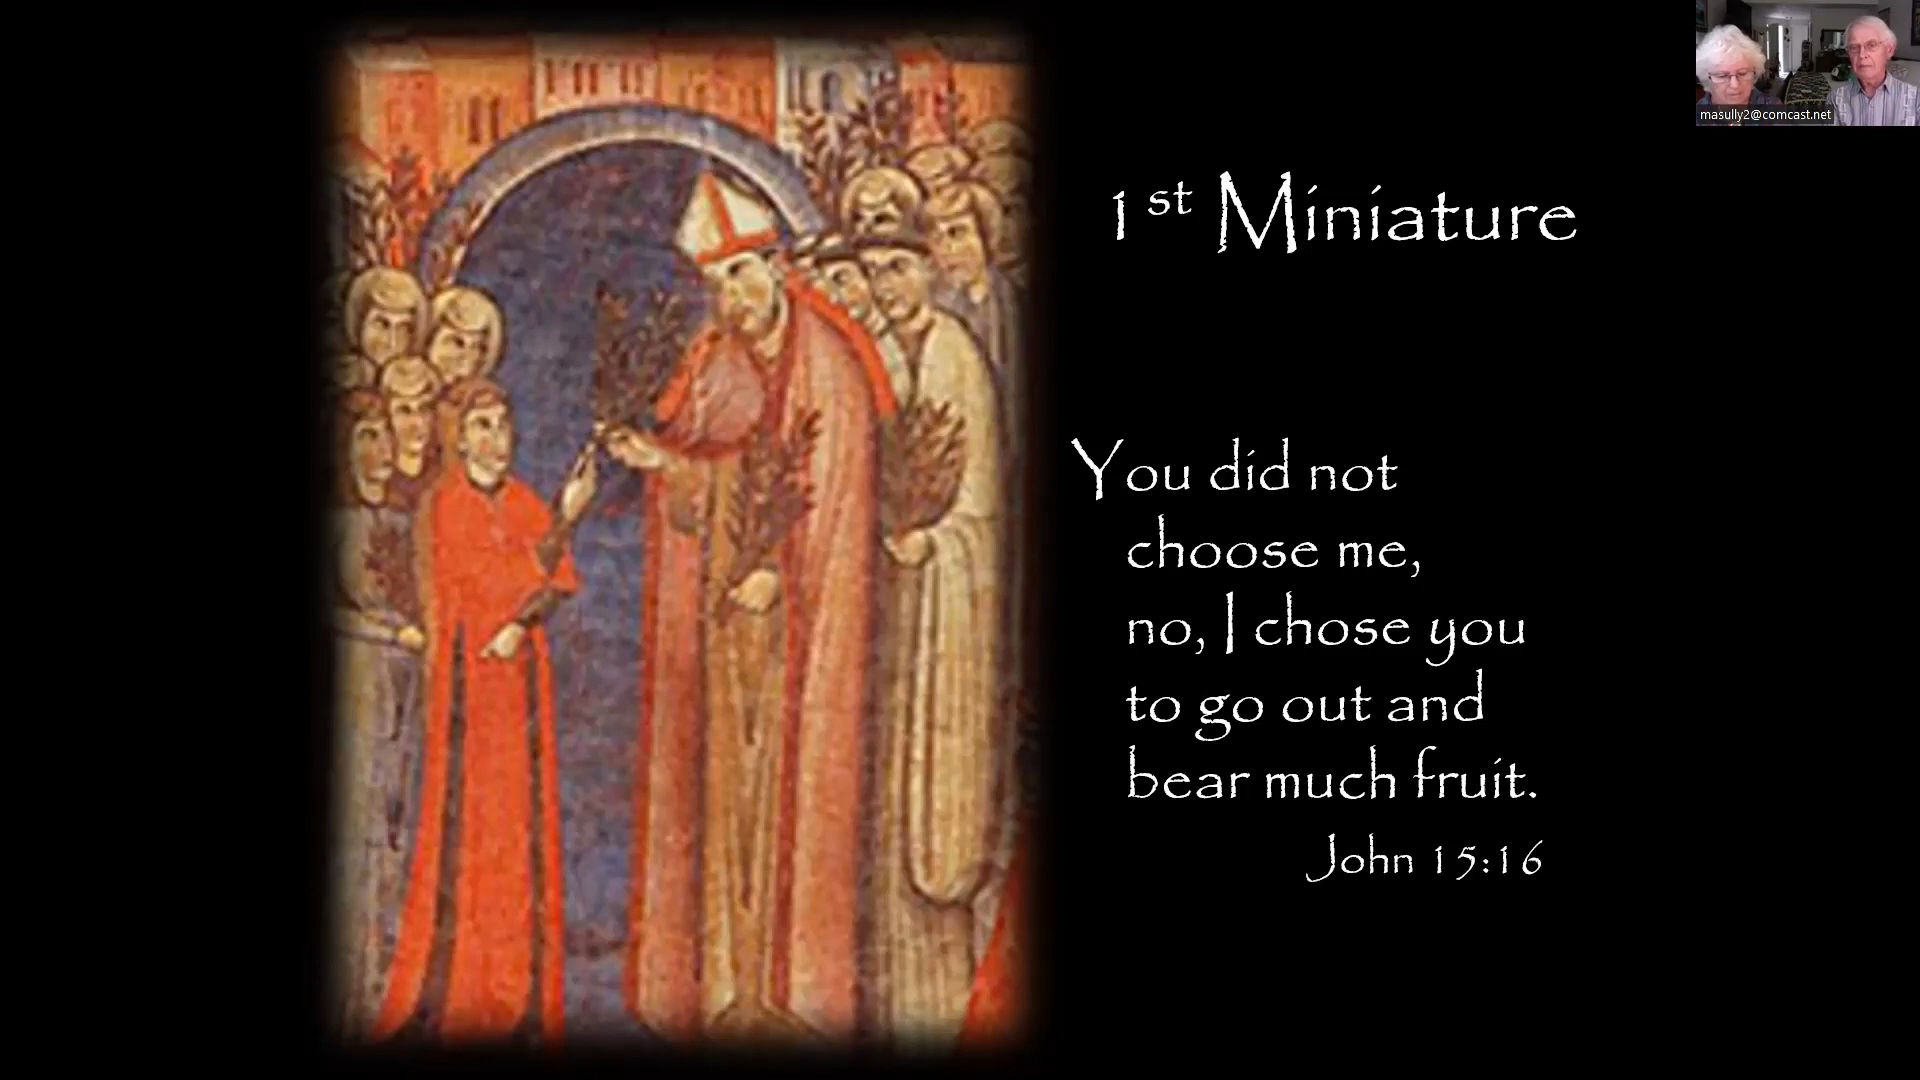 masully2@comcast.net
1st Miniature
You did not
choose me,
no, I chose you
to go out and
bear much fruit.
John 15:16